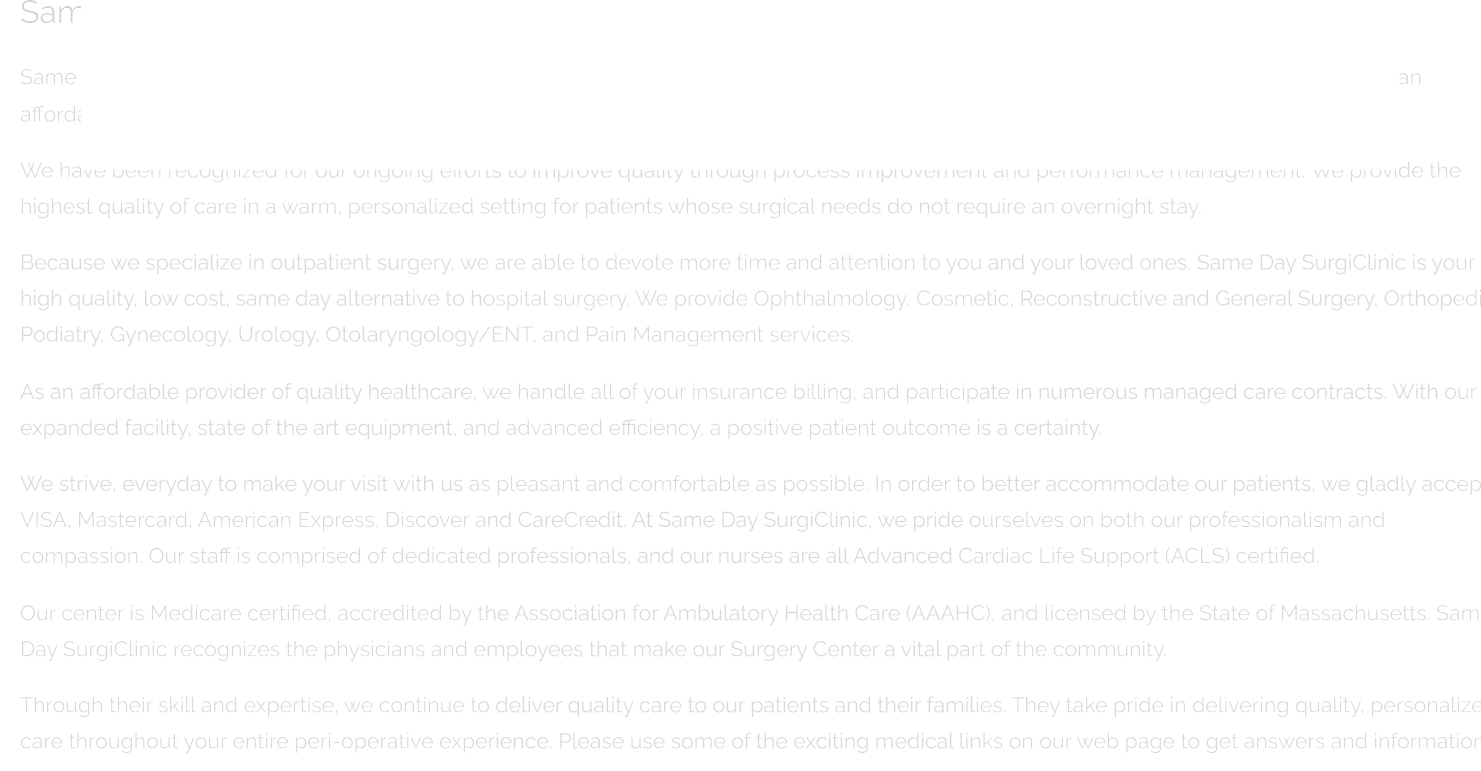 Same
an
We have been recognized for our ongoing efforts to improve quality through process improvement and performance management. We provide the
highest quality of care in a warm, personalized setting for patients whose surgical needs do not require an overnight stay.
Because we specialize in outpatient surgery, we are able to devote more time and attention to you and your loved ones. Same Day SurgiClinic is your
high quality, low cost, same day alternative to hospital surgery. We provide Ophthalmology, Cosmetic, Reconstructive and General Surgery, Orthopedi
Podiatry, Gynecology, Urology, Otolaryngology/ENT, and Pain Management services.
As an affordable provider of quality healthcare, we handle all of your insurance billing, and participate in numerous managed care contracts. With our
expanded facility, state of the art equipment, and advanced efficiency, a positive patient outcome is a certainty.
We strive, everyday to make your visit with us as pleasant and comfortable as possible. In order to better accommodate our patients, we gladly accep
VISA, Mastercard, American Express, Discover and CareCredit. At Same Day SurgiClinic, we pride ourselves on both our professionalism and
compassion. Our staff is comprised of dedicated professionals, and our nurses are all Advanced Cardiac Life Support (ACLS) certified.
Our center is Medicare certified, accredited by the Association for Ambulatory Health Care (AAAHC), and licensed by the State of Massachusetts. Sam
Day SurgiClinic recognizes the physicians and employees that make our Surgery Center a vital part of the community.
Through their skill and expertise, we continue to deliver quality care to our patients and their families. They take pride in delivering quality, personalize
care throughout your entire peri-operative experience. Please use some of the exciting medical links on our web page to get answers and information